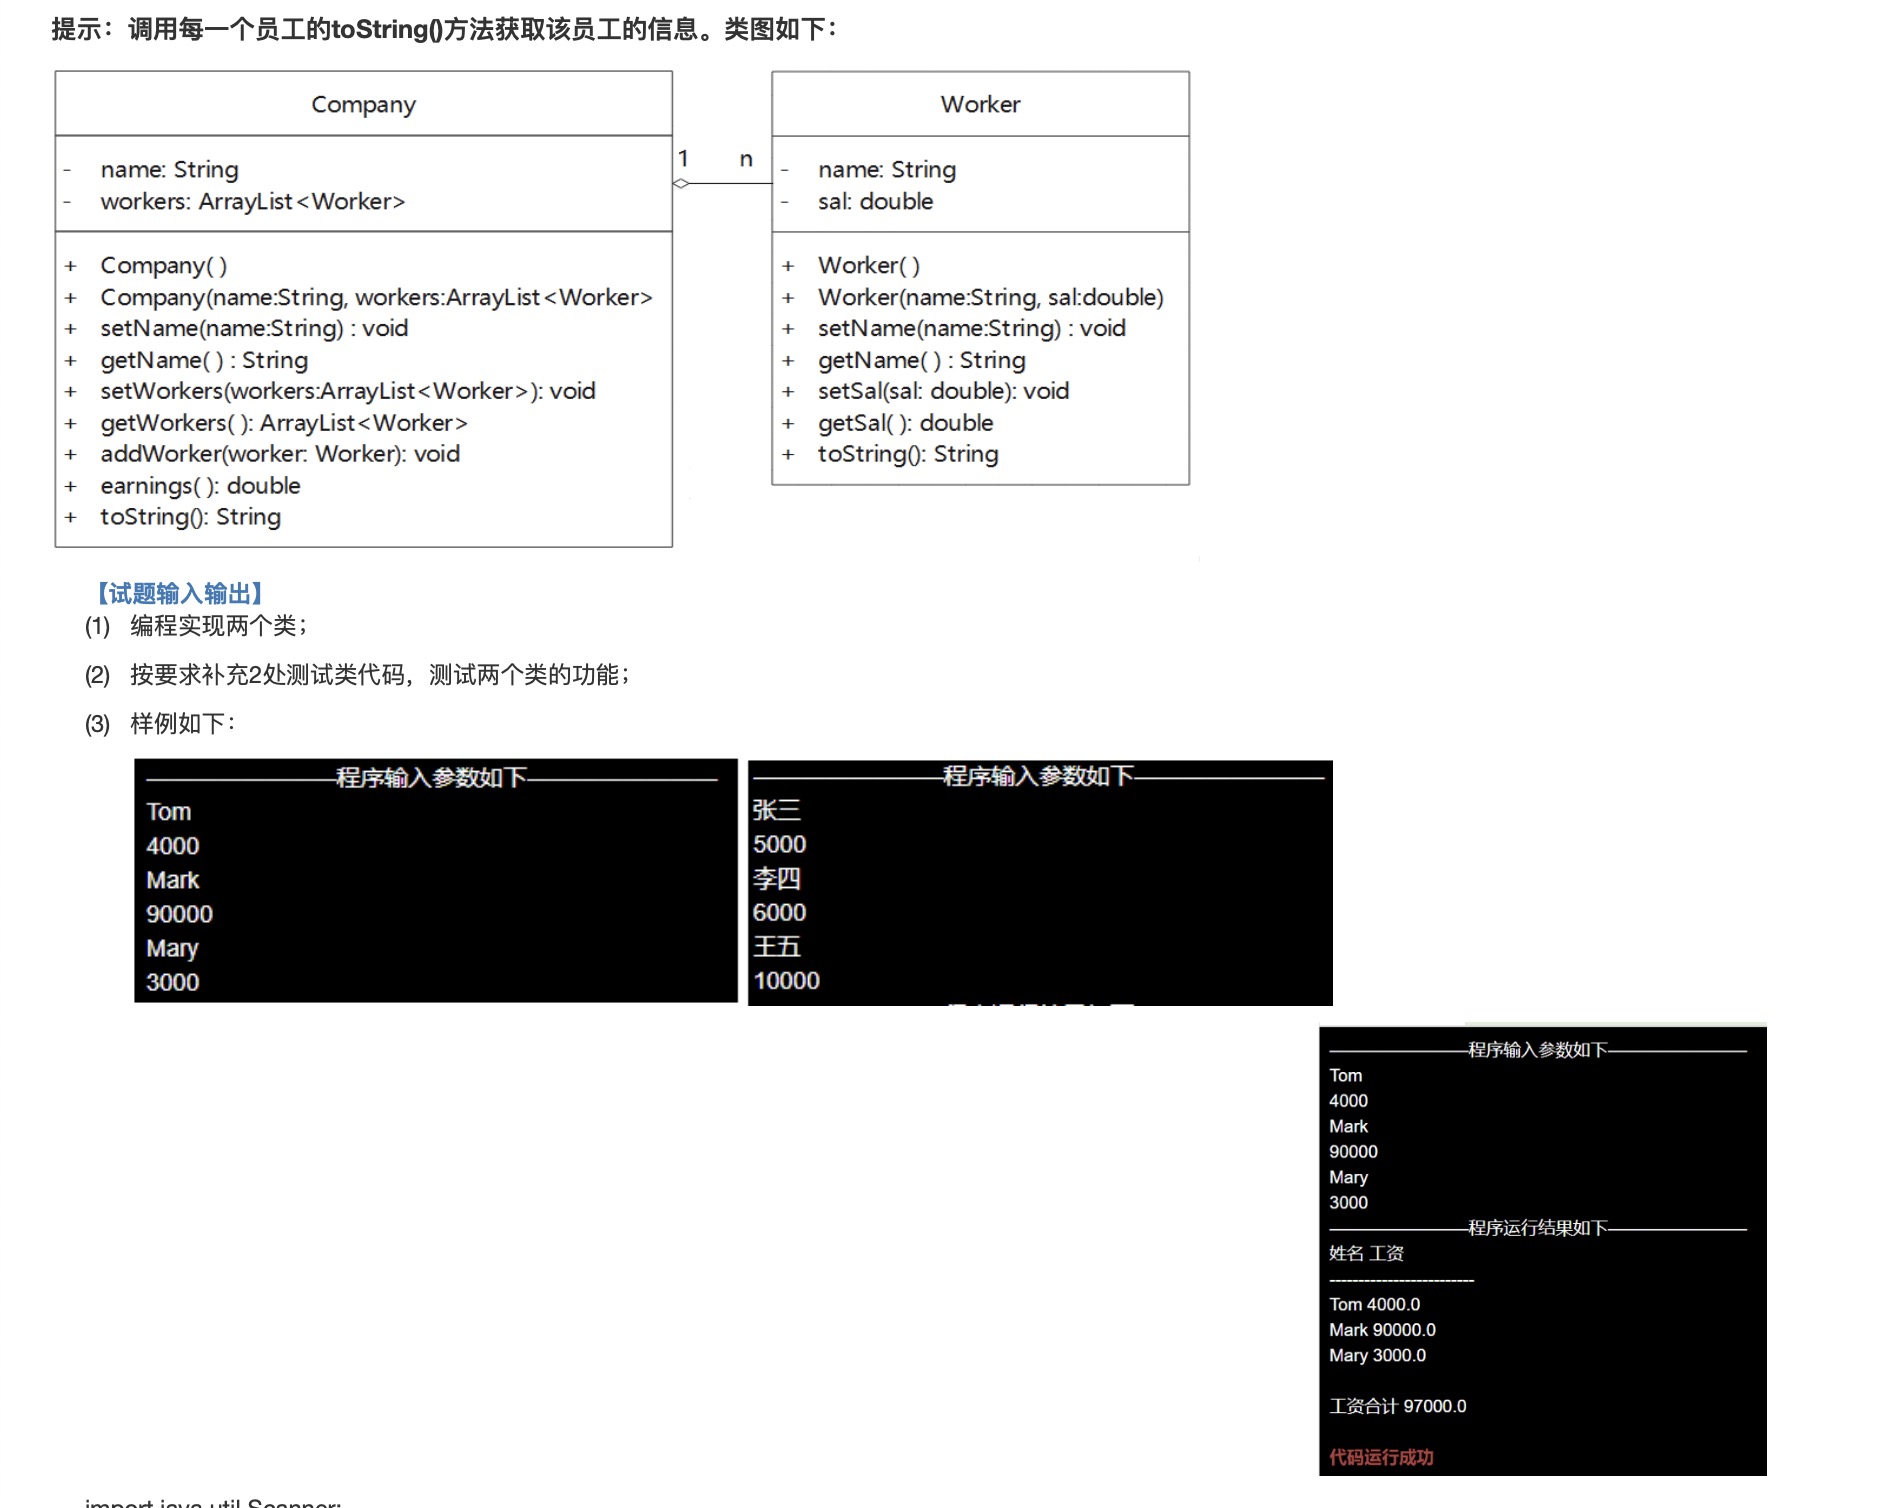 提示：调用每一个员工的toString()方法获取该员工的信息。类图如下：
Company
- name: String
- workers: ArrayList<Worker>
+ Company( )
+ Company(name:String, workers:ArrayList<Worker>
+ setName(name:String) : void
+ getName( ) : String
+ setWorkers(workers:ArrayList<Worker>): void
+ getWorkers( ): ArrayList<Worker>
+ addWorker(worker: Worker): void
+ earnings( ): double
+ toString(): String
1 n
Worker
- name: String
- sal: double
+ Worker( )
+ Worker(name:String, sal:double)
+ setName(name:String) : void
+ getName( ) : String
+ setSal(sal: double): void
+ getSal( ): double
+ toString(): String
【试题输入输出】
(1) 编程实现两个类；
(2) 按要求补充2处测试类代码，测试两个类的功能；
(3) 样例如下：
————————程序输入参数如下————————
Tom
4000
Mark
90000
Mary
3000
————————程序输入参数如下————————
张三
5000
李四
6000
王五
10000
————————程序输入参数如下————————
Tom
4000
Mark
90000
Mary
3000
————————程序运行结果如下————————
姓名 工资
-------------------------
Tom 4000.0
Mark 90000.0
Mary 3000.0
工资合计 97000.0
代码运行成功
import java.util.Scanner;